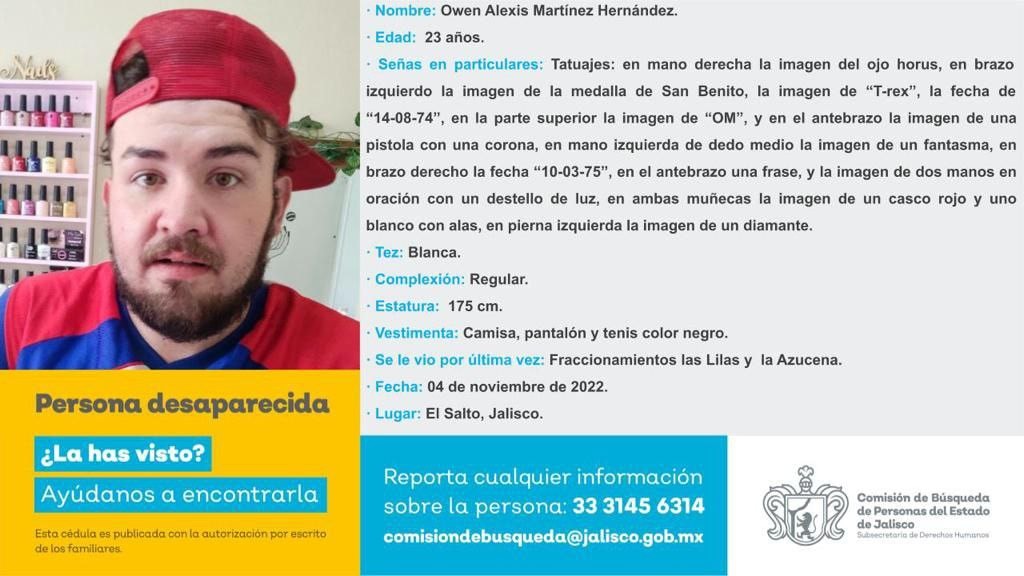 Nails
· Nombre: Owen Alexis Martínez Hernández.
· Edad: 23 años.
· Señas en particulares: Tatuajes: en mano derecha la imagen del ojo horus, en brazo
izquierdo la imagen de la medalla de San Benito, la imagen de “T-rex”, la fecha de
“14-08-74”, en la parte superior la imagen de “OM”, y en el antebrazo la imagen de una
pistola con una corona, en mano izquierda de dedo medio la imagen de un fantasma, en
brazo derecho la fecha “10-03-75”, en el antebrazo una frase, y la imagen de dos manos en
oración con un destello de luz, en ambas muñecas la imagen de un casco rojo y uno
blanco con alas, en pierna izquierda la imagen de un diamante.
· Tez: Blanca.
· Complexión: Regular.
· Estatura: 175 cm.
· Vestimenta: Camisa, pantalón y tenis color negro.
· Se le vio por última vez: Fraccionamientos las Lilas y la Azucena.
· Fecha: 04 de noviembre de 2022.
· Lugar: El Salto, Jalisco.
Persona desaparecida
¿La has visto?
Ayúdanos a encontrarla
Esta cédula es publicada con la autorización por escrito
de los familiares.
Reporta cualquier información
sobre la persona: 33 3145 6314
comisiondebusqueda@jalisco.gob.mx
Comisión de Búsqueda
de Personas del Estado
de Jalisco
Subsecretaría de Derechos Humanos